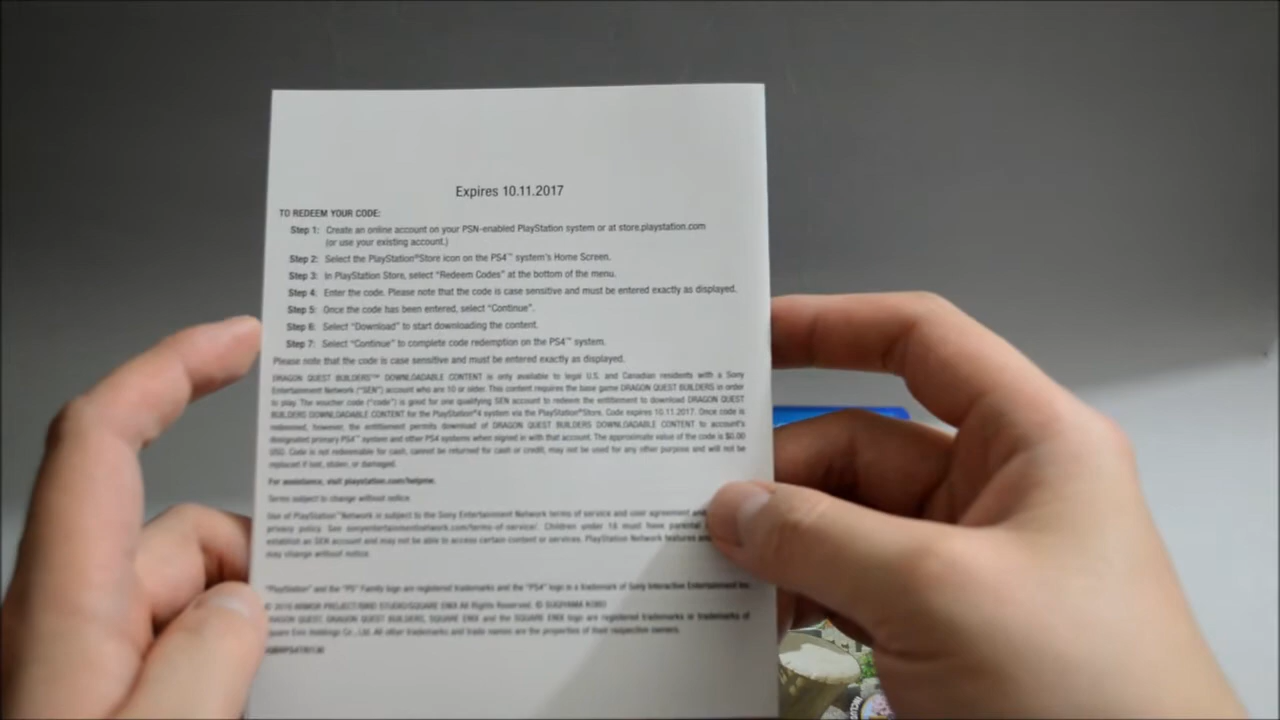 Expires 10.11.2017
TO REDEEM YOUR CODE:
Step 1: Create an online account on your PSN-enabled PlayStation system or at store.playstation.com
(or use your existing account.)
Step 2: Select the PlayStation®Store icon on the PS4™ system's Home Screen.
Step 3: In PlayStation Store, select "Redeem Codes" at the bottom of the menu.
Step 4: Enter the code. Please note that the code is case sensitive and must be entered exactly as displayed.
Step 5: Once the code has been entered, select "Continue".
Step 6: Select "Download" to start downloading the content.
Step 7: Select "Continue" to complete code redemption on the PS4™ system.
Please note that the code is case sensitive and must be entered exactly as displayed.
DRAGON QUEST BUILDERS™ DOWNLOADABLE CONTENT is only available to legal U.S. and Canadian residents with a Sony
Entertainment Network ("SEN") account who are 10 or older. This content requires the base game DRAGON QUEST BUILDERS in order
to play. The voucher code ("code") is good for one qualifying SEN account to redeem the entitlement to download DRAGON QUEST
BUILDERS DOWNLOADABLE CONTENT for the PlayStation®4 system via the PlayStation®Store. Code expires 10.11.2017. Once code is
redeemed, however, the entitlement permits download of DRAGON QUEST BUILDERS DOWNLOADABLE CONTENT to account's
designated primary PS4™ system and other PS4 systems when signed in with that account. The approximate value of the code is $0.00
USD. Code is not redeemable for cash, cannot be returned for cash or credit, may not be used for any other purpose and will not be
replaced if lost, stolen, or damaged.
For assistance, visit playstation.com/helpme.
Terms subject to change without notice.
Use of PlayStation™Network is subject to the Sony Entertainment Network terms of service and user agreement and
privacy policy. See sonyentertainmentnetwork.com/terms-of-service/. Children under 18 must have parental
establish an SEN account and may not be able to access certain content or services. PlayStation Network features
may change without notice.
"PlayStation" and the "PS" Family logo are registered trademarks and the "PS4" logo is a trademark of Sony Interactive Entertainment Inc.
© 2016 ARMOR PROJECT/BIRD STUDIO/SQUARE ENIX All Rights Reserved. © SUGIYAMA KOBO
DRAGON QUEST, DRAGON QUEST BUILDERS, SQUARE ENIX and the SQUARE ENIX logo are registered trademarks or trademarks of
Square Enix Holdings Co., Ltd. All other trademarks and trade names are the properties of their respective owners.